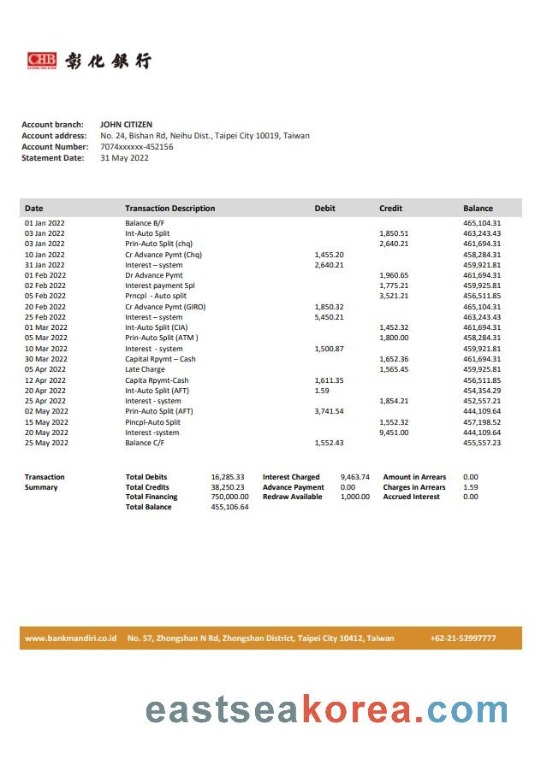 CHB 彰化銀行
Account branch: JOHN CITIZEN
Account address: No. 24, Bishan Rd, Neihu Dist., Taipei City 10019, Taiwan
Account Number: 7074xxxxxx-452156
Statement Date: 31 May 2022
Date Transaction Description Debit Credit Balance
01 Jan 2022 Balance B/F 465,104.31
03 Jan 2022 Int-Auto Split 1,850.51 463,243.43
03 Jan 2022 Prin-Auto Split (chq) 2,640.21 461,694.31
10 Jan 2022 Cr Advance Pymt (Chq) 1,455.20 458,284.31
31 Jan 2022 Interest – system 2,640.21 459,921.81
01 Feb 2022 Dr Advance Pymt 1,960.65 461,694.31
02 Feb 2022 Interest payment Spl 1,775.21 459,925.81
05 Feb 2022 Prncpl - Auto split 3,521.21 456,511.85
20 Feb 2022 Cr Advance Pymt (GIRO) 1,850.32 465,104.31
25 Feb 2022 Interest – system 5,450.21 463,243.43
01 Mar 2022 Int-Auto Split (CIA) 1,452.32 461,694.31
05 Mar 2022 Prin-Auto Split (ATM ) 1,800.00 458,284.31
10 Mar 2022 Interest - system 1,500.87 459,921.81
30 Mar 2022 Capital Rpymt – Cash 1,652.36 461,694.31
05 Apr 2022 Late Charge 1,565.45 459,925.81
12 Apr 2022 Capita Rpymt-Cash 1,611.35 456,511.85
20 Apr 2022 Int-Auto Split (AFT) 1.59 454,354.29
25 Apr 2022 Interest - system 1,854.21 452,557.21
02 May 2022 Prin-Auto Split (AFT) 3,741.54 444,109.64
15 May 2022 Pincpl-Auto Split 1,552.32 457,198.52
20 May 2022 Interest -system 9,451.00 444,109.64
25 May 2022 Balance C/F 1,552.43 455,557.23
Transaction Total Debits 16,285.33 Interest Charged 9,463.74 Amount in Arrears 0.00
Summary Total Credits 38,250.23 Advance Payment 0.00 Charges in Arrears 1.59
Total Financing 750,000.00 Redraw Available 1,000.00 Accrued Interest 0.00
Total Balance 455,106.64
www.bankmandiri.co.id No. 57, Zhongshan N Rd, Zhongshan District, Taipei City 10412, Taiwan +62-21-52997777
eastseakorea.com